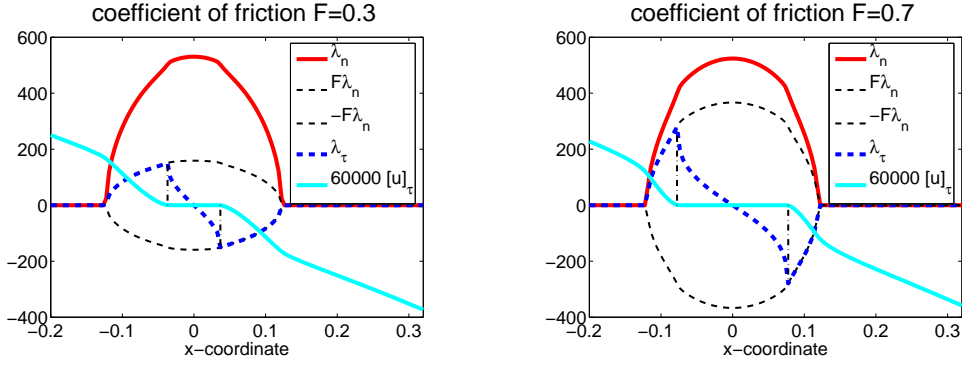 coefficient of friction F=0.3
600
400
200
0
−200
−400
−0.2
−0.1
0
0.1
0.2
0.3
x−coordinate
λn
Fλn
−Fλn
λτ
60000 [u]τ
coefficient of friction F=0.7
600
400
200
0
−200
−400
−0.2
−0.1
0
0.1
0.2
0.3
x−coordinate
λn
Fλn
−Fλn
λτ
60000 [u]τ